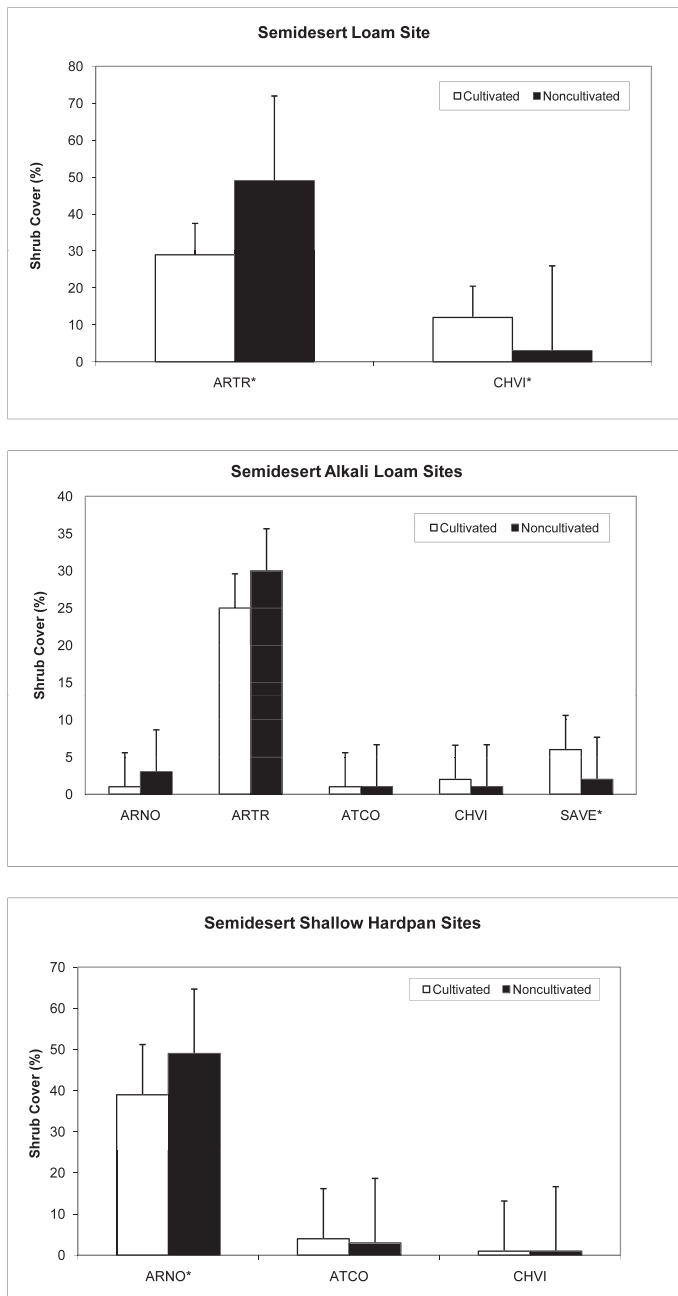 Semidesert Loam Site
80
70
60
50
40
30
20
10
0
Shrub Cover (%)
Cultivated Noncultivated
ARTR* CHVI*
Semidesert Alkali Loam Sites
40
35
30
25
20
15
10
5
0
Shrub Cover (%)
Cultivated Noncultivated
ARNO ARTR ATCO CHVI SAVE*
Semidesert Shallow Hardpan Sites
70
60
50
40
30
20
10
0
Shrub Cover (%)
Cultivated Noncultivated
ARNO* ATCO CHVI